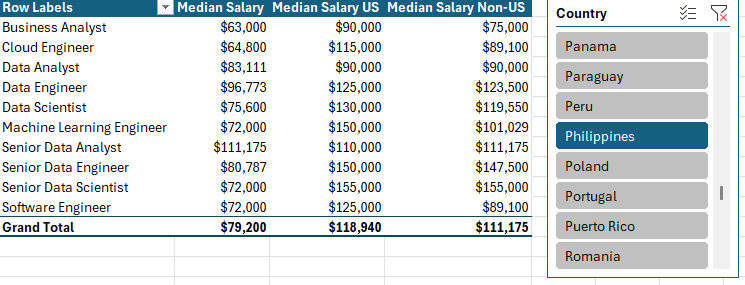 Row Labels Median Salary Median Salary US Median Salary Non-US
Business Analyst $63,000 $90,000 $75,000
Cloud Engineer $64,800 $115,000 $89,100
Data Analyst $83,111 $90,000 $90,000
Data Engineer $96,773 $125,000 $123,500
Data Scientist $75,600 $130,000 $119,550
Machine Learning Engineer $72,000 $150,000 $101,029
Senior Data Analyst $111,175 $110,000 $111,175
Senior Data Engineer $80,787 $150,000 $147,500
Senior Data Scientist $72,000 $155,000 $155,000
Software Engineer $72,000 $125,000 $89,100
Grand Total $79,200 $118,940 $111,175
Country
Panama
Paraguay
Peru
Philippines
Poland
Portugal
Puerto Rico
Romania